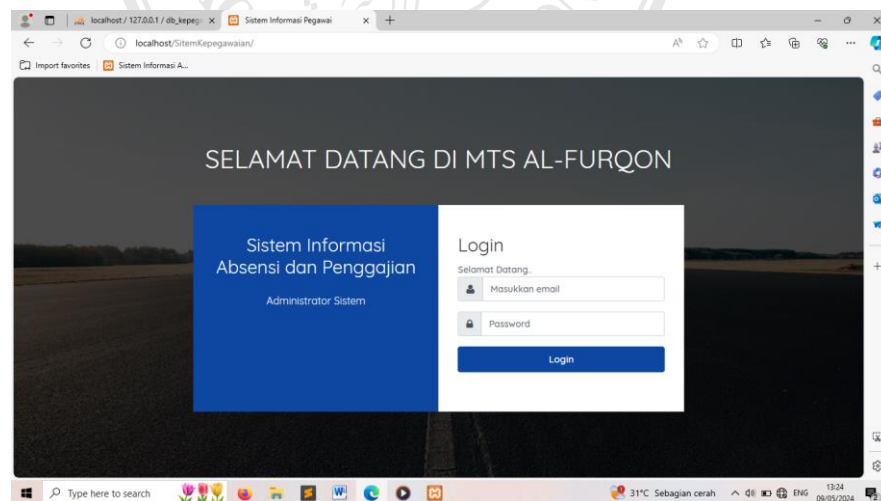 localhost / 127.0.0.1 / db_kepeg
Sistem Informasi Pegawai
localhost/SitemKepegawaian/
Import favorites
Sistem Informasi A...
SELAMAT DATANG DI MTS AL-FURQON
Sistem Informasi
Absensi dan Penggajian
Administrator Sistem
Login
Selamat Datang..
Masukkan email
Password
Login
Type here to search
31°C Sebagian cerah
ENG
13:24
09/05/2024